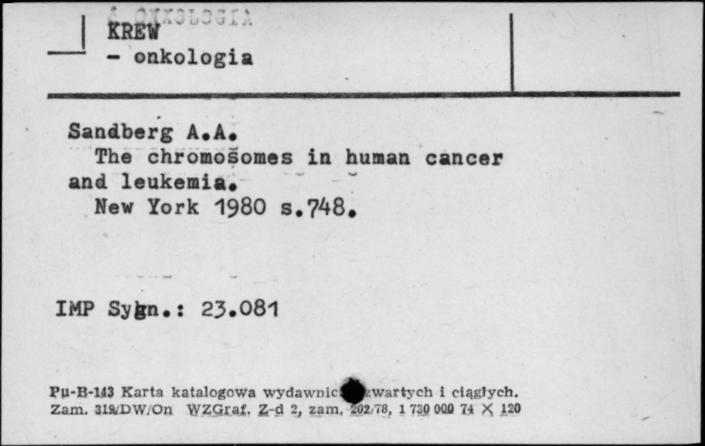 & ONKOLOGIA
KREW
- onkologia
Sandberg A.A.
The chromosomes in human cancer
and leukemia.
New York 1980 s.748.
IMP Sygn.: 23.081
Pu-B-143 Karta katalogowa wydawnic zwartych i ciągłych.
Zam. 318/DW/On WZGraf. Z-d 2, zam. 202/78, 1 730 000 74 X 120